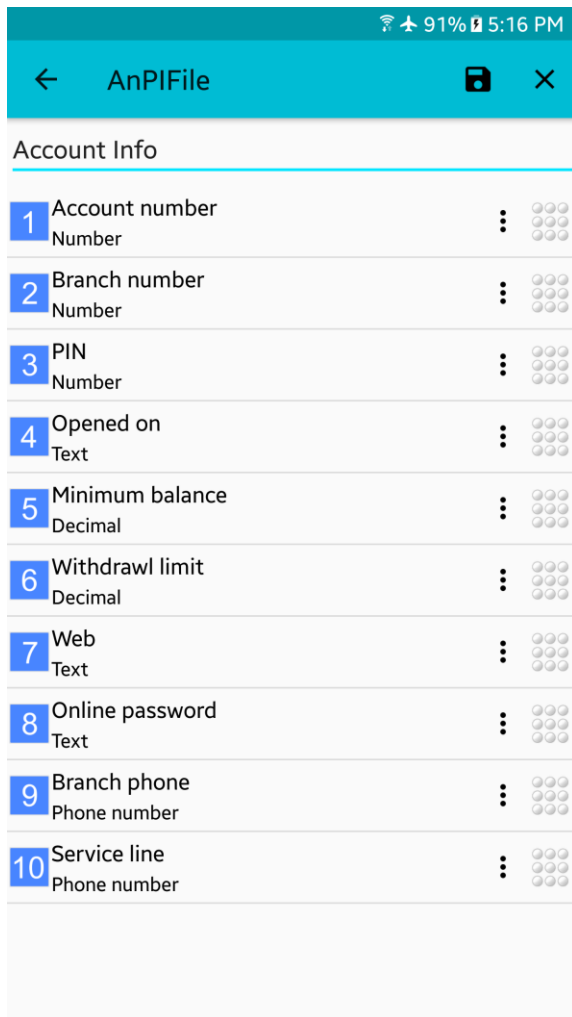 91% 5:16 PM
AnPIFile
Account Info
1 Account number
Number
2 Branch number
Number
3 PIN
Number
4 Opened on
Text
5 Minimum balance
Decimal
6 Withdrawl limit
Decimal
7 Web
Text
8 Online password
Text
9 Branch phone
Phone number
10 Service line
Phone number